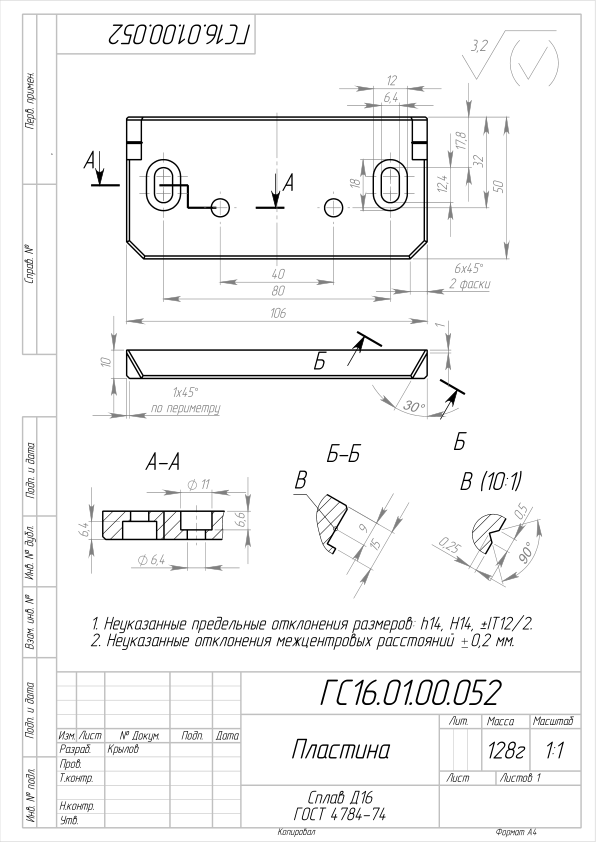 ГС16.01.00.052
3,2
Перв. примен.
Справ. №
12
6,4
А
А
18
12,4
17,8
32
50
40
80
106
6х45°
2 фаски
10
1
Б
1х45°
по периметру
30°
Б
А–А
Б–Б
В
В (10:1)
∅11
6,4
6,6
∅6,4
9
15
0,5
0,25
90°
1. Неуказанные предельные отклонения размеров: h14, H14, ±IT12/2.
2. Неуказанные отклонения межцентровых расстояний ±0,2 мм.
Подп. и дата
Инв. № дубл.
Взам. инв. №
Подп. и дата
Инв. № подл.
ГС16.01.00.052
Изм. Лист № Докум. Подп. Дата
Разраб. Крылов
Пров.
Т.контр.
Н.контр.
Утв.
Пластина
Лит. Масса Масштаб
128г 1:1
Лист Листов 1
Сплав Д16
ГОСТ 4784–74
Копировал Формат А4